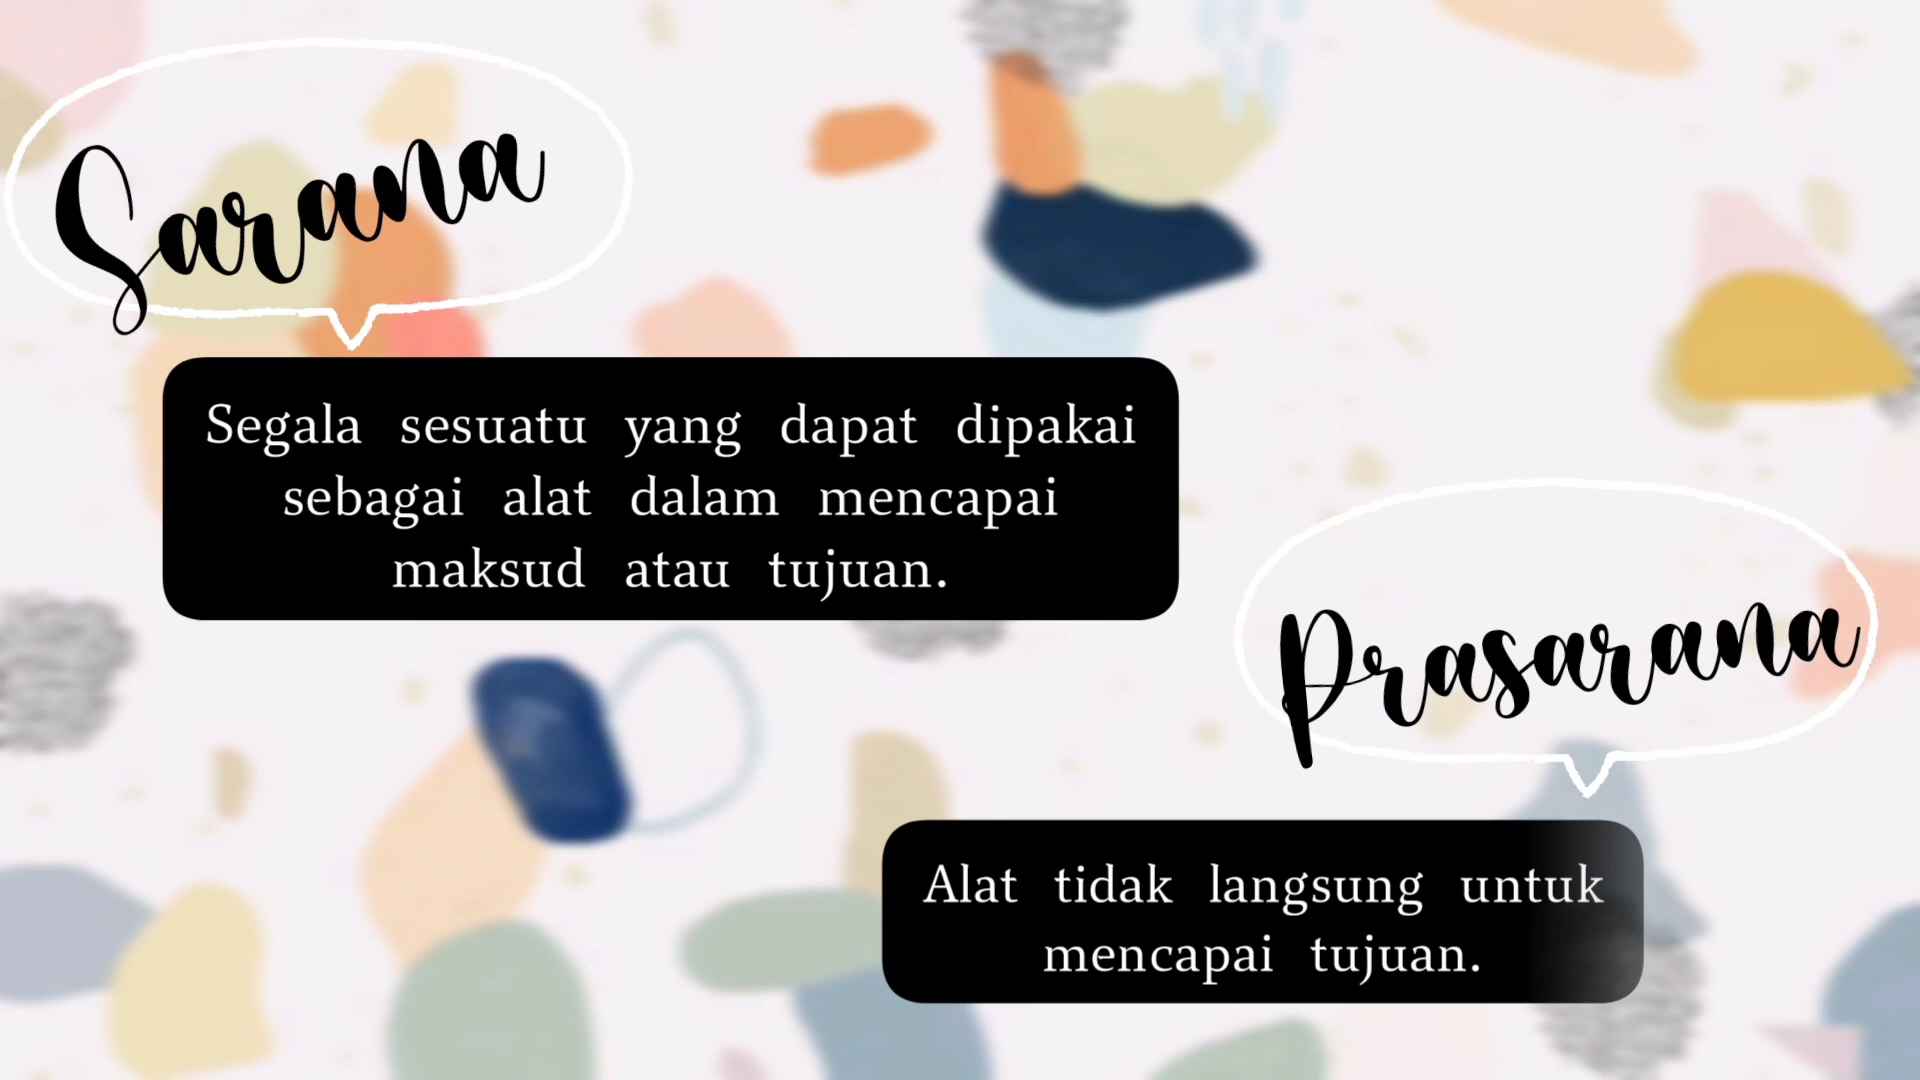 Sarana
Segala sesuatu yang dapat dipakai
sebagai alat dalam mencapai
maksud atau tujuan.
Prasarana
Alat tidak langsung untuk
mencapai tujuan.